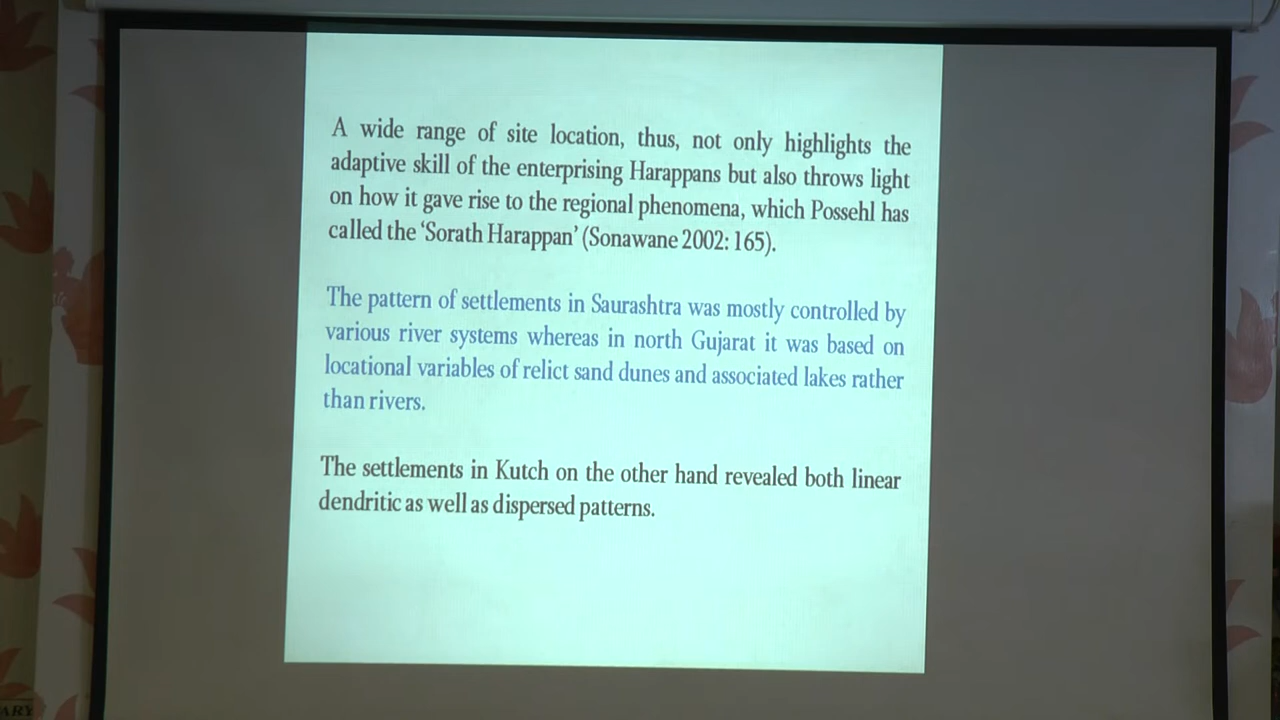 A wide range of site location, thus, not only highlights the
adaptive skill of the enterprising Harappans but also throws light
on how it gave rise to the regional phenomena, which Possehl has
called the ‘Sorath Harappan’ (Sonawane 2002: 165).
The pattern of settlements in Saurashtra was mostly controlled by
various river systems whereas in north Gujarat it was based on
locational variables of relict sand dunes and associated lakes rather
than rivers.
The settlements in Kutch on the other hand revealed both linear
dendritic as well as dispersed patterns.
ARY